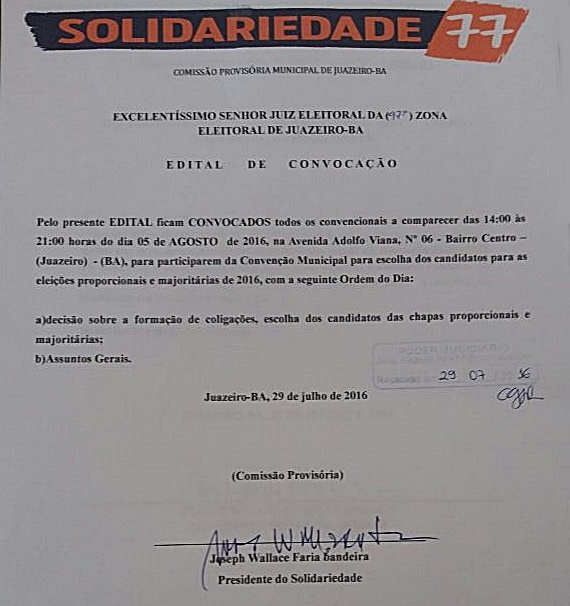 SOLIDARIEDADE 77
COMISSÃO PROVISÓRIA MUNICIPAL DE JUAZEIRO-BA
EXCELENTÍSSIMO SENHOR JUIZ ELEITORAL DA (97ª) ZONA
ELEITORAL DE JUAZEIRO-BA
EDITAL DE CONVOCAÇÃO
Pelo presente EDITAL ficam CONVOCADOS todos os convencionais a comparecer das 14:00 às
21:00 horas do dia 05 de AGOSTO de 2016, na Avenida Adolfo Viana, Nº 06 - Bairro Centro –
(Juazeiro) - (BA), para participarem da Convenção Municipal para escolha dos candidatos para as
eleições proporcionais e majoritárias de 2016, com a seguinte Ordem do Dia:
a)decisão sobre a formação de coligações, escolha dos candidatos das chapas proporcionais e
majoritárias;
b)Assuntos Gerais.
PODER JUDICIÁRIO
29 07
Juazeiro-BA, 29 de julho de 2016
(Comissão Provisória)
Joseph Wallace Faria Bandeira
Presidente do Solidariedade